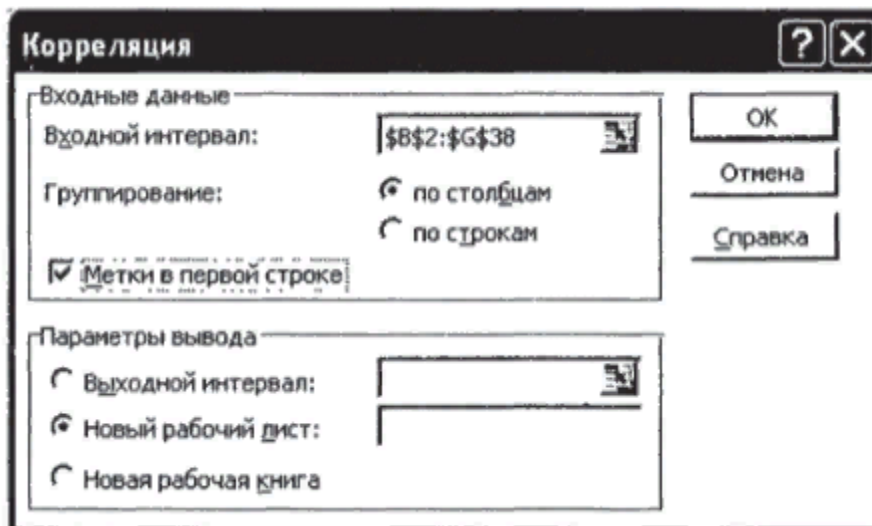 Корреляция
Входные данные
Входной интервал: $B$2:$G$38
Группирование: по столбцам
по строкам
Метки в первой строке
OK
Отмена
Справка
Параметры вывода
Выходной интервал:
Новый рабочий лист:
Новая рабочая книга